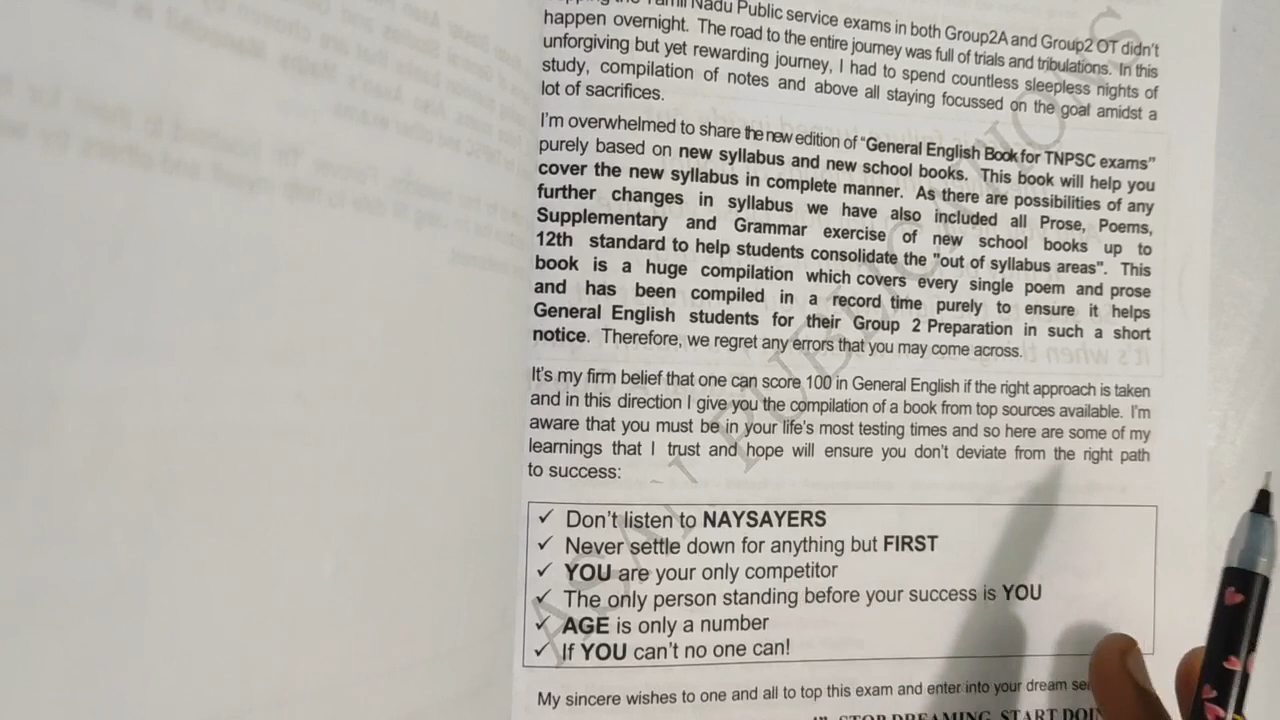 Nadu Public service exams in both Group2A and Group2 OT didn't
happen overnight. The road to the entire journey was full of trials and tribulations. In this
unforgiving but yet rewarding journey, I had to spend countless sleepless nights of
study, compilation of notes and above all staying focussed on the goal amidst a
lot of sacrifices.
I'm overwhelmed to share the new edition of "General English Book for TNPSC exams"
purely based on new syllabus and new school books. This book will help you
cover the new syllabus in complete manner. As there are possibilities of any
further changes in syllabus we have also included all Prose, Poems,
Supplementary and Grammar exercise of new school books up to
12th standard to help students consolidate the "out of syllabus areas". This
book is a huge compilation which covers every single poem and prose
and has been compiled in a record time purely to ensure it helps
General English students for their Group 2 Preparation in such a short
notice. Therefore, we regret any errors that you may come across.
It's my firm belief that one can score 100 in General English if the right approach is taken
and in this direction I give you the compilation of a book from top sources available. I'm
aware that you must be in your life's most testing times and so here are some of my
learnings that I trust and hope will ensure you don't deviate from the right path
to success:
✓ Don't listen to NAYSAYERS
✓ Never settle down for anything but FIRST
✓ YOU are your only competitor
✓ The only person standing before your success is YOU
✓ AGE is only a number
✓ If YOU can't no one can!
My sincere wishes to one and all to top this exam and enter into your dream
STOP DREAMING, START
ASAI PUBLICATIONS